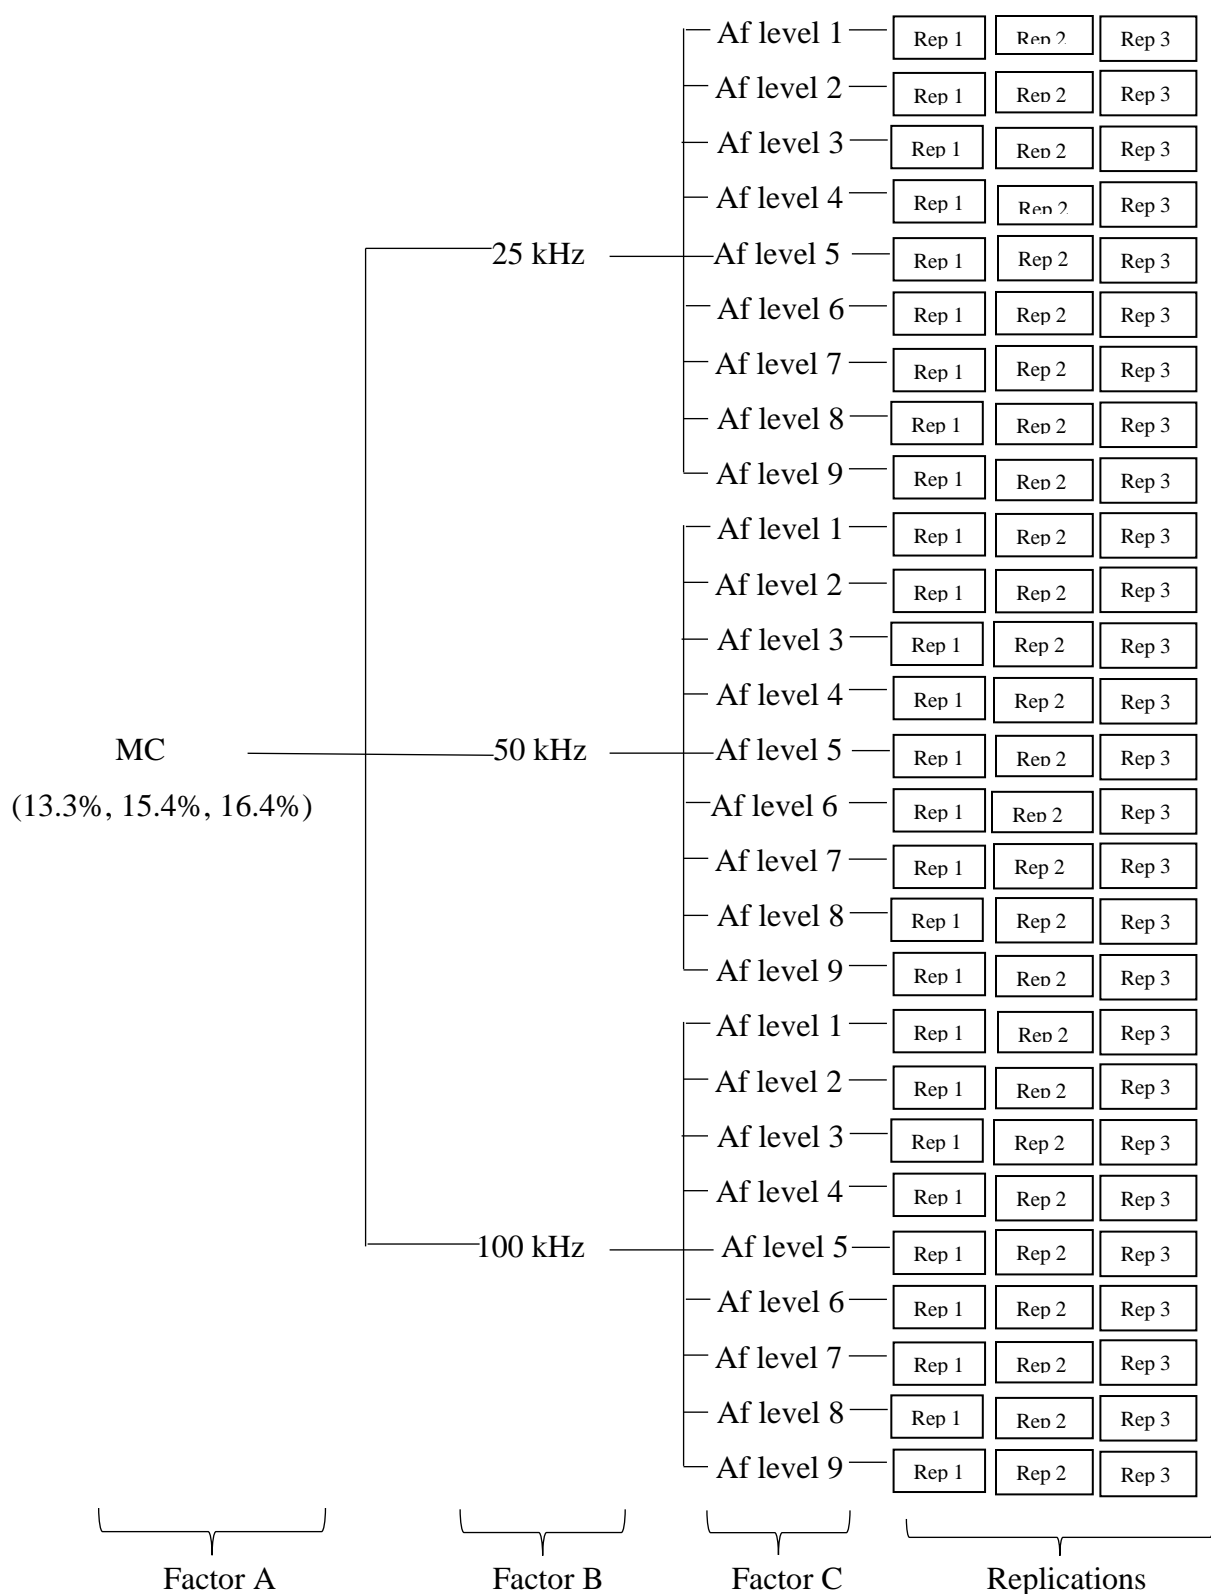 Af level 1 Rep 1 Rep 2 Rep 3
Af level 2 Rep 1 Rep 2 Rep 3
Af level 3 Rep 1 Rep 2 Rep 3
Af level 4 Rep 1 Rep 2 Rep 3
25 kHz Af level 5 Rep 1 Rep 2 Rep 3
Af level 6 Rep 1 Rep 2 Rep 3
Af level 7 Rep 1 Rep 2 Rep 3
Af level 8 Rep 1 Rep 2 Rep 3
Af level 9 Rep 1 Rep 2 Rep 3
Af level 1 Rep 1 Rep 2 Rep 3
Af level 2 Rep 1 Rep 2 Rep 3
Af level 3 Rep 1 Rep 2 Rep 3
Af level 4 Rep 1 Rep 2 Rep 3
MC 50 kHz Af level 5 Rep 1 Rep 2 Rep 3
(13.3%, 15.4%, 16.4%) Af level 6 Rep 1 Rep 2 Rep 3
Af level 7 Rep 1 Rep 2 Rep 3
Af level 8 Rep 1 Rep 2 Rep 3
Af level 9 Rep 1 Rep 2 Rep 3
Af level 1 Rep 1 Rep 2 Rep 3
Af level 2 Rep 1 Rep 2 Rep 3
Af level 3 Rep 1 Rep 2 Rep 3
Af level 4 Rep 1 Rep 2 Rep 3
100 kHz Af level 5 Rep 1 Rep 2 Rep 3
Af level 6 Rep 1 Rep 2 Rep 3
Af level 7 Rep 1 Rep 2 Rep 3
Af level 8 Rep 1 Rep 2 Rep 3
Af level 9 Rep 1 Rep 2 Rep 3
Factor A Factor B Factor C Replications